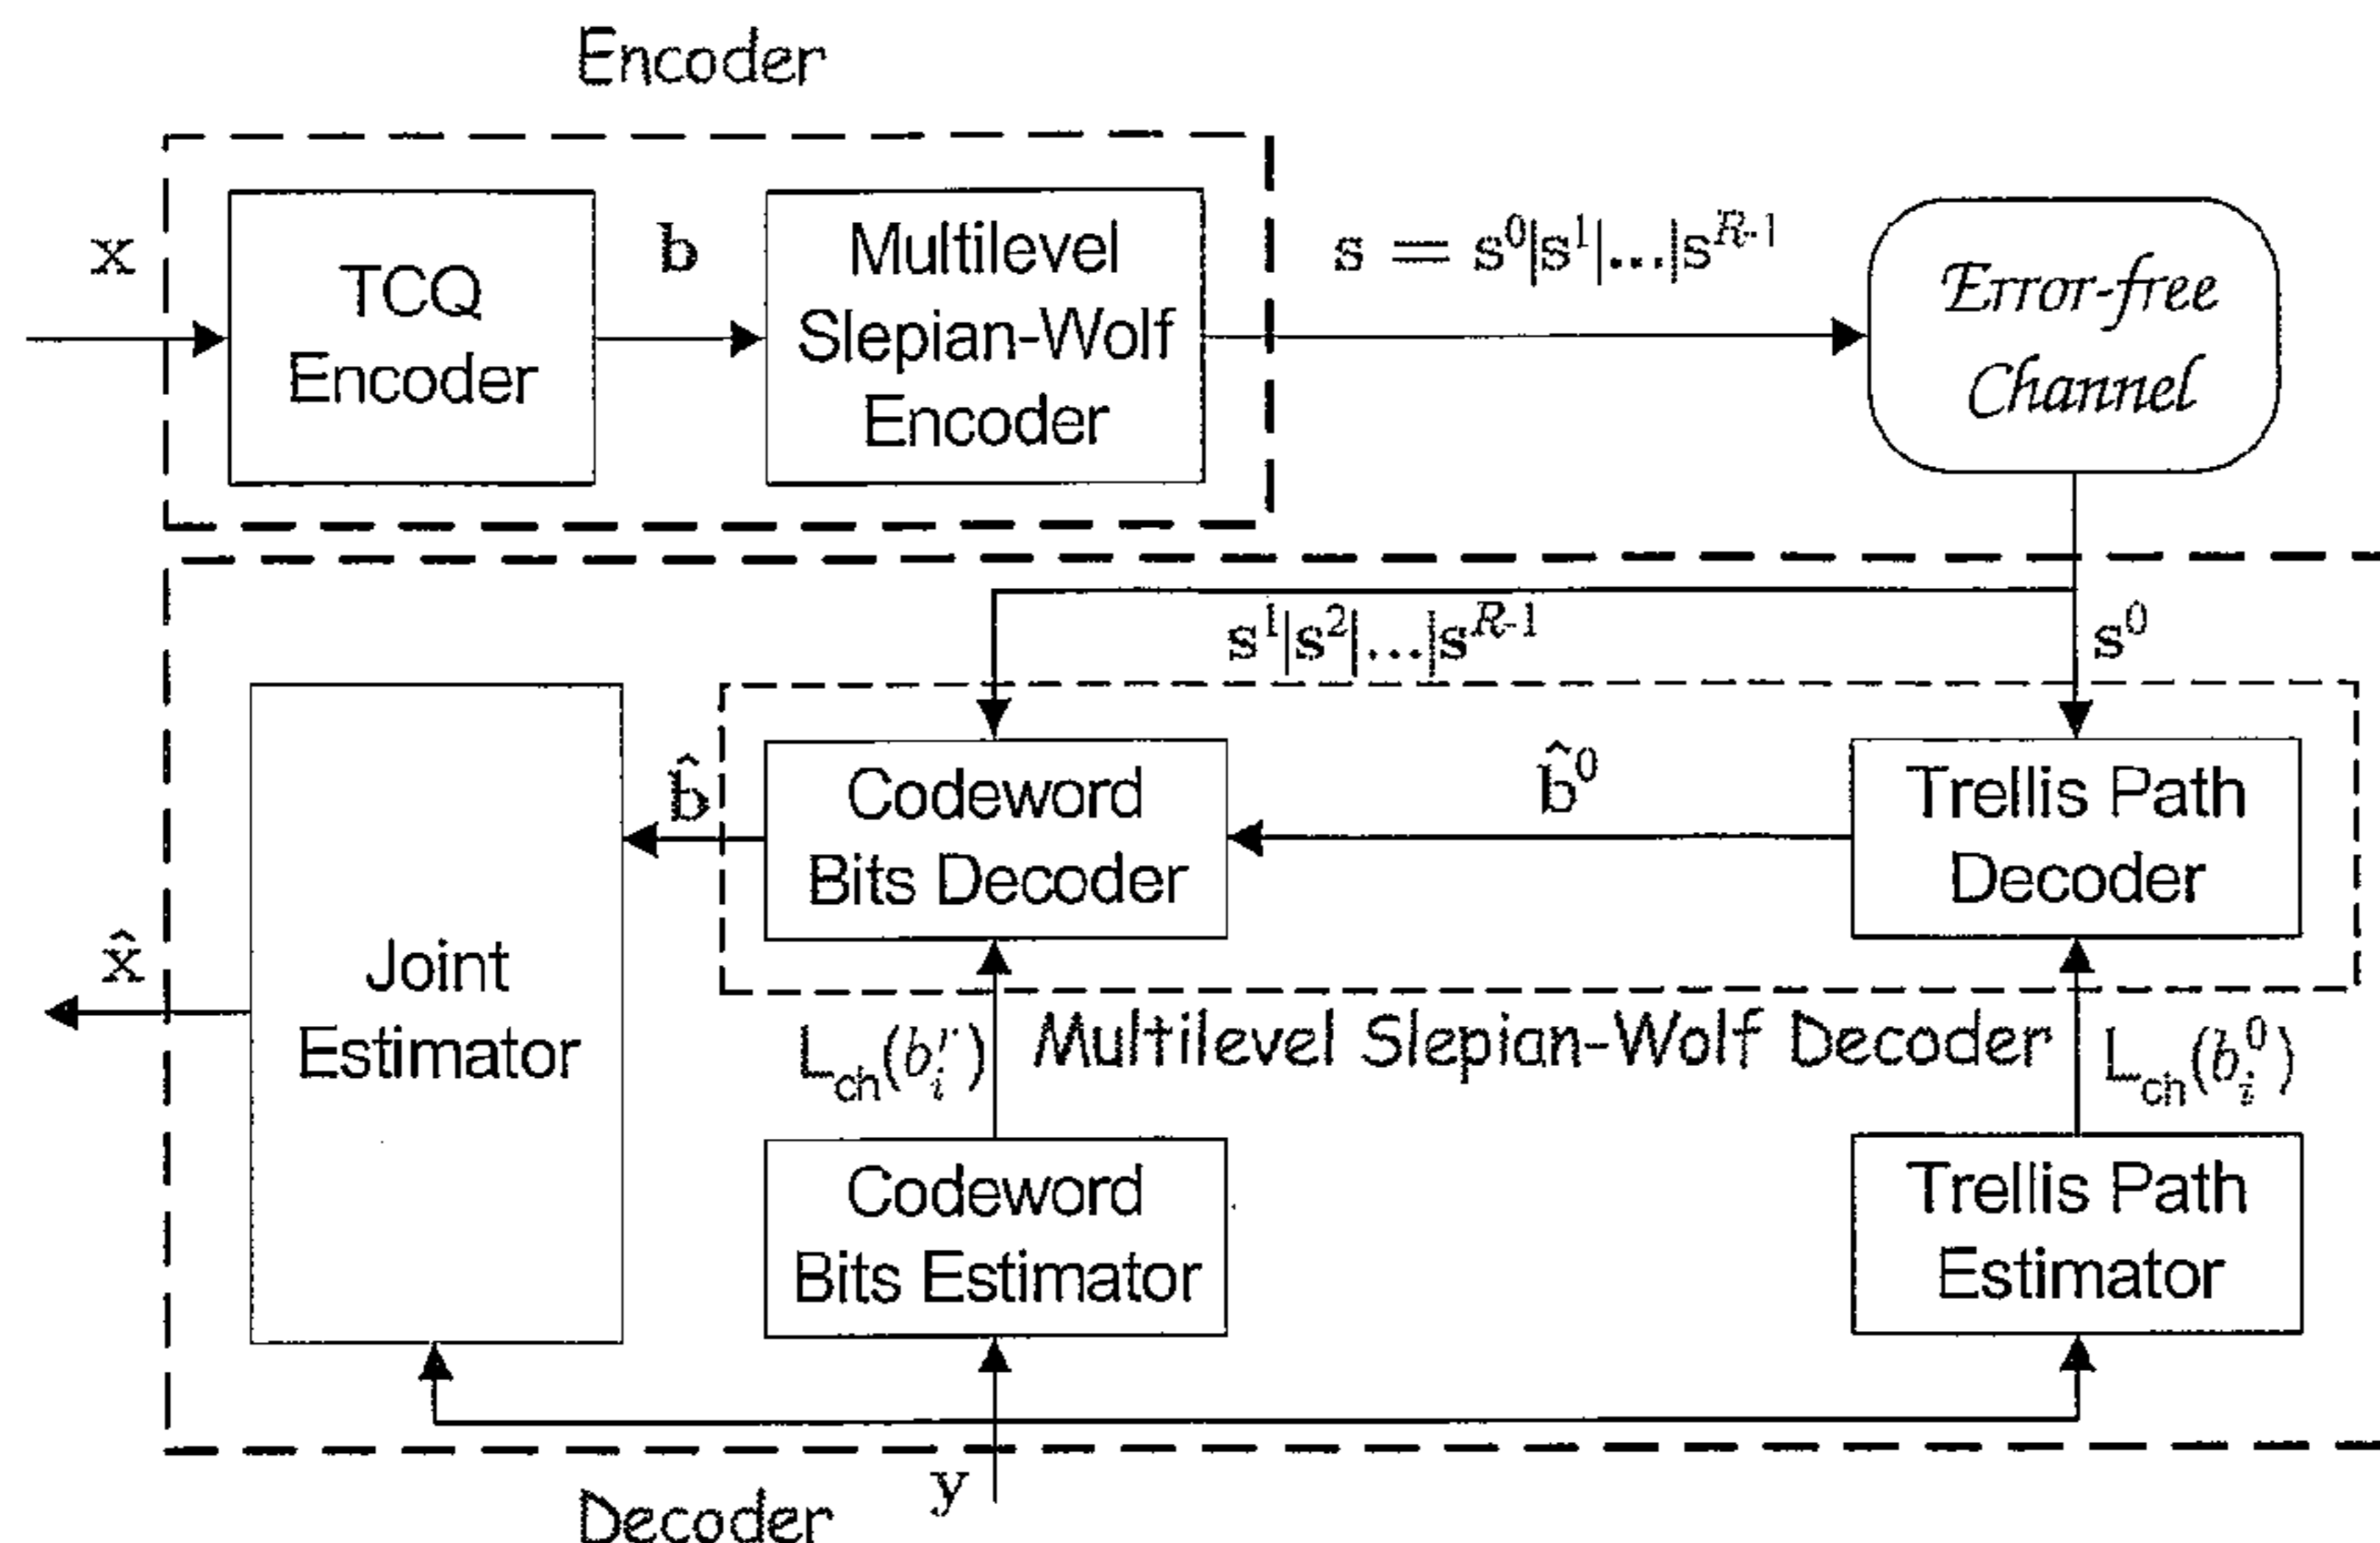 Encoder
x
TCQ
Encoder
b
Multilevel
Slepian-Wolf
Encoder
s = s⁰|s¹|...|sᴿ⁻¹
Error-free
Channel
s¹|s²|...|sᴿ⁻¹
s⁰
b̂
Codeword
Bits Decoder
b̂⁰
Trellis Path
Decoder
x̂
Joint
Estimator
L_ch(b_i^r)
Multilevel Slepian-Wolf Decoder
L_ch(b_i^0)
Codeword
Bits Estimator
Trellis Path
Estimator
y
Decoder